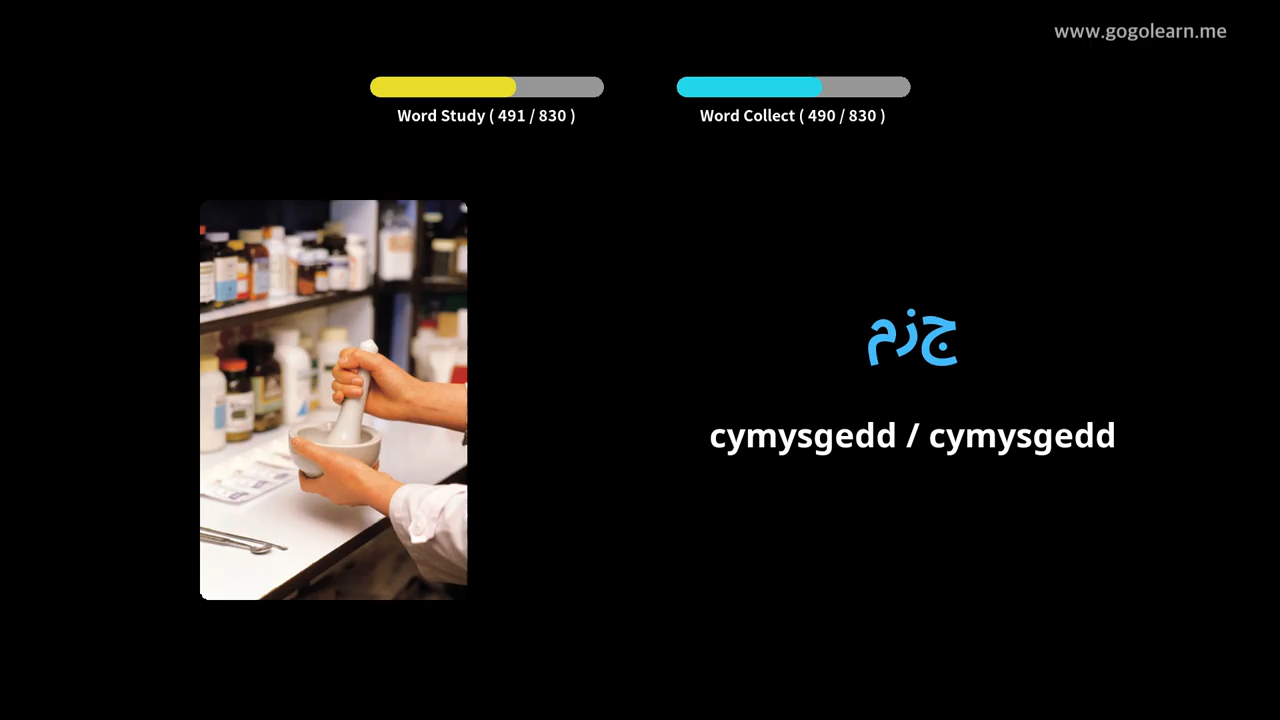 www.gogolearn.me
Word Study ( 491 / 830 )
Word Collect ( 490 / 830 )
جزم
cymysgedd / cymysgedd